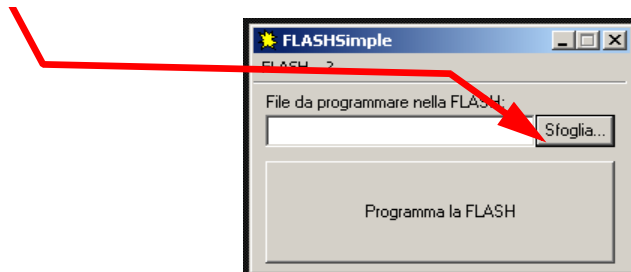 FLASHSimple
FLASH ?
File da programmare nella FLASH:
Sfoglia...
Programma la FLASH